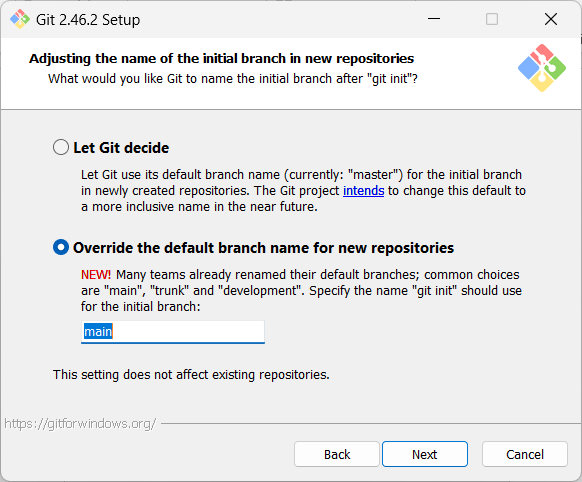 Git 2.46.2 Setup
Adjusting the name of the initial branch in new repositories
What would you like Git to name the initial branch after "git init"?
Let Git decide
Let Git use its default branch name (currently: "master") for the initial branch
in newly created repositories. The Git project intends to change this default to
a more inclusive name in the near future.
Override the default branch name for new repositories
NEW! Many teams already renamed their default branches; common choices
are "main", "trunk" and "development". Specify the name "git init" should use
for the initial branch:
main
This setting does not affect existing repositories.
https://gitforwindows.org/
Back Next Cancel